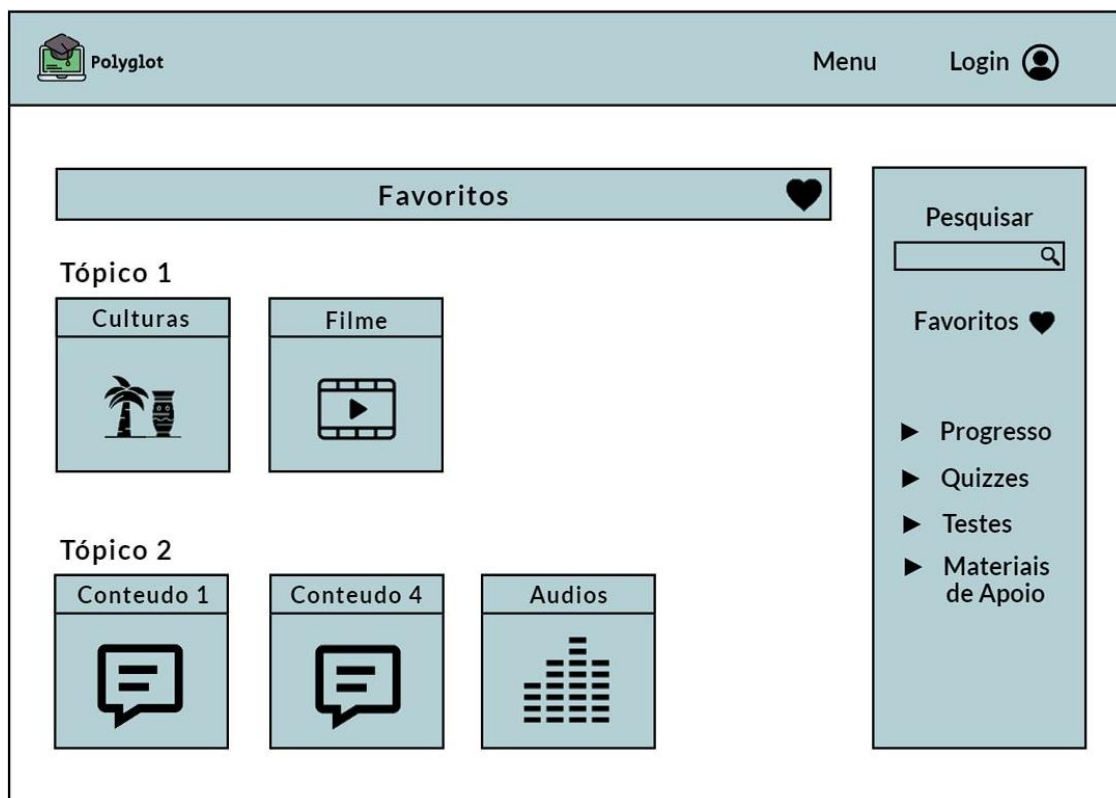 Polyglot
Menu
Login
Favoritos
Tópico 1
Culturas
Filme
Tópico 2
Conteudo 1
Conteudo 4
Audios
Pesquisar
Favoritos
Progresso
Quizzes
Testes
Materiais
de Apoio